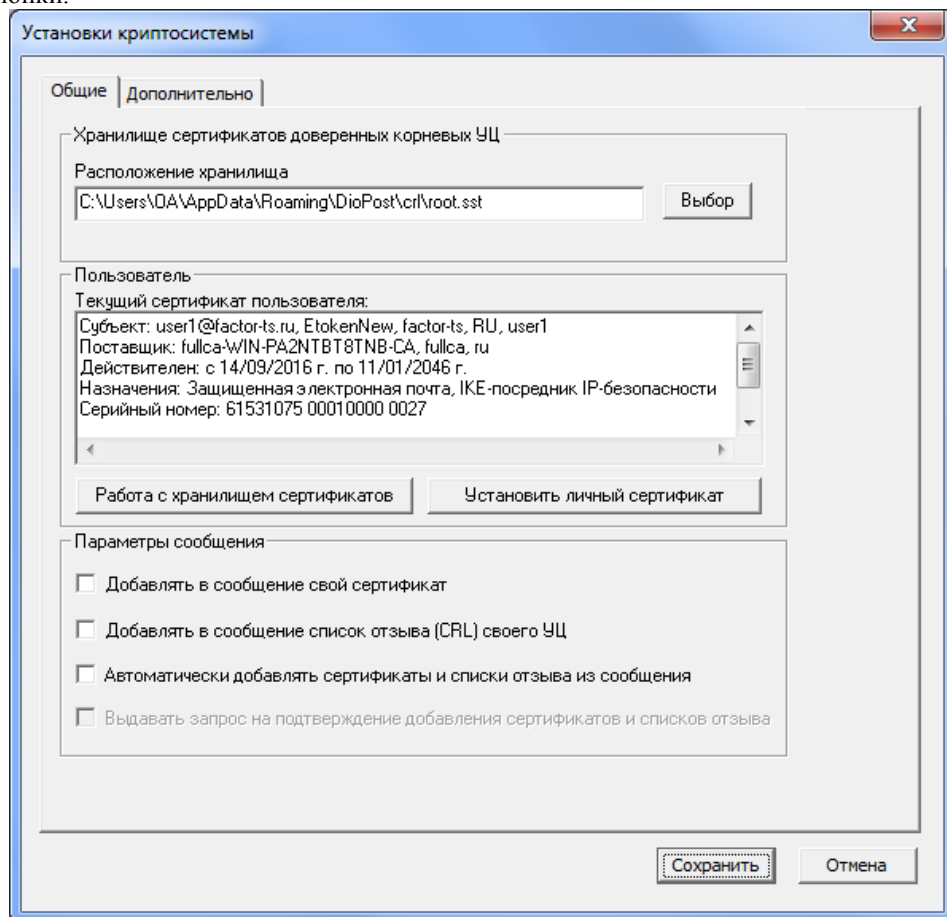 Установки криптосистемы
Общие
Дополнительно
Хранилище сертификатов доверенных корневых УЦ
Расположение хранилища
C:\Users\OA\AppData\Roaming\DioPost\crl\root.sst
Выбор
Пользователь
Текущий сертификат пользователя:
Субъект: user1@factor-ts.ru, EtokenNew, factor-ts, RU, user1
Поставщик: fullca-WIN-PA2NTBT8TNB-CA, fullca, ru
Действителен: с 14/09/2016 г. по 11/01/2046 г.
Назначения: Защищенная электронная почта, IKE-посредник IP-безопасности
Серийный номер: 61531075 00010000 0027
Работа с хранилищем сертификатов
Установить личный сертификат
Параметры сообщения
Добавлять в сообщение свой сертификат
Добавлять в сообщение список отзыва (CRL) своего УЦ
Автоматически добавлять сертификаты и списки отзыва из сообщения
Выдавать запрос на подтверждение добавления сертификатов и списков отзыва
Сохранить
Отмена